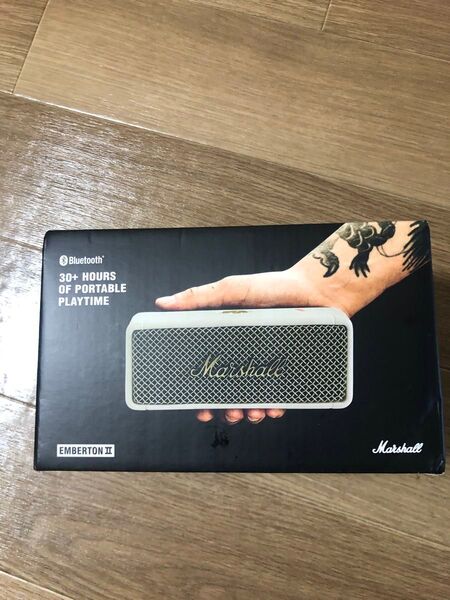 Bluetooth®
30+ HOURS
OF PORTABLE
PLAYTIME
Marshall
EMBERTON II
Marshall